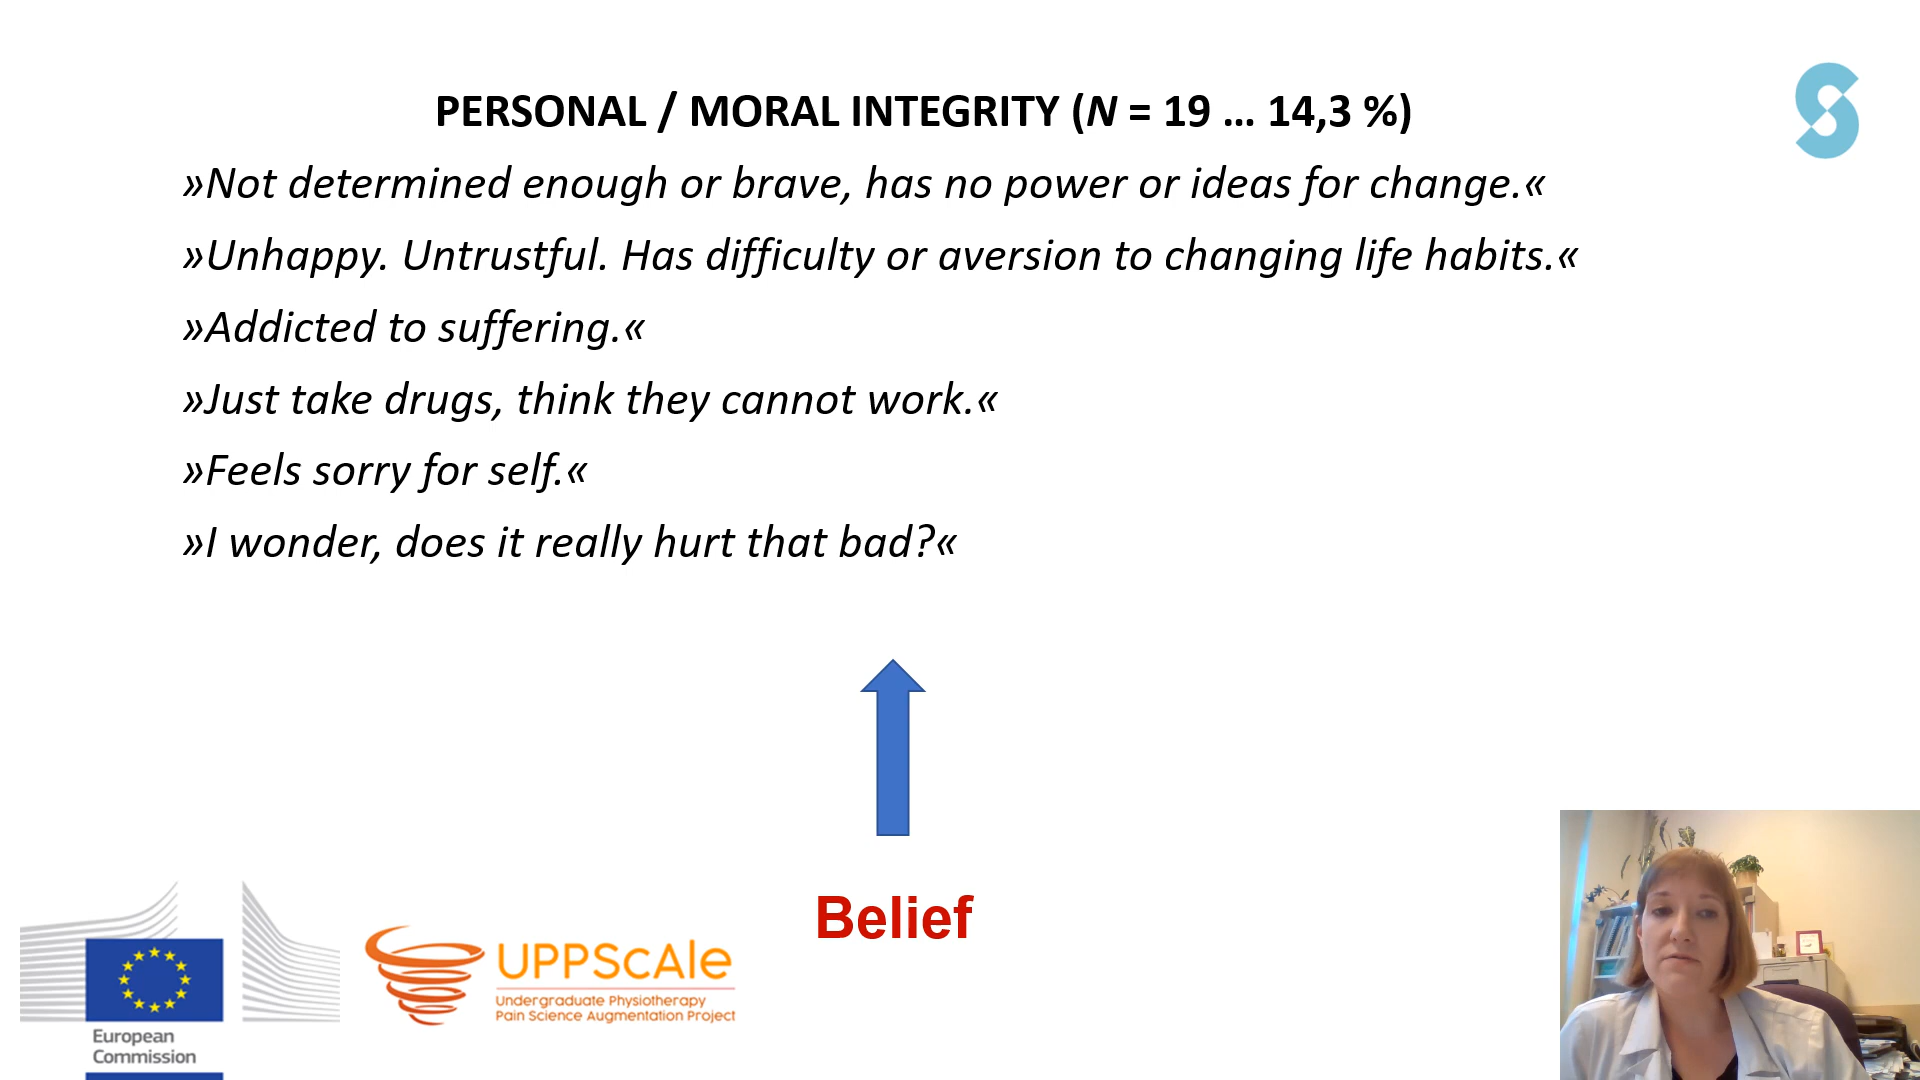 PERSONAL / MORAL INTEGRITY (N = 19 … 14,3 %)
»Not determined enough or brave, has no power or ideas for change.«
»Unhappy. Untrustful. Has difficulty or aversion to changing life habits.«
»Addicted to suffering.«
»Just take drugs, think they cannot work.«
»Feels sorry for self.«
»I wonder, does it really hurt that bad?«
Belief
European
Commission
UPPScAle
Undergraduate Physiotherapy
Pain Science Augmentation Project